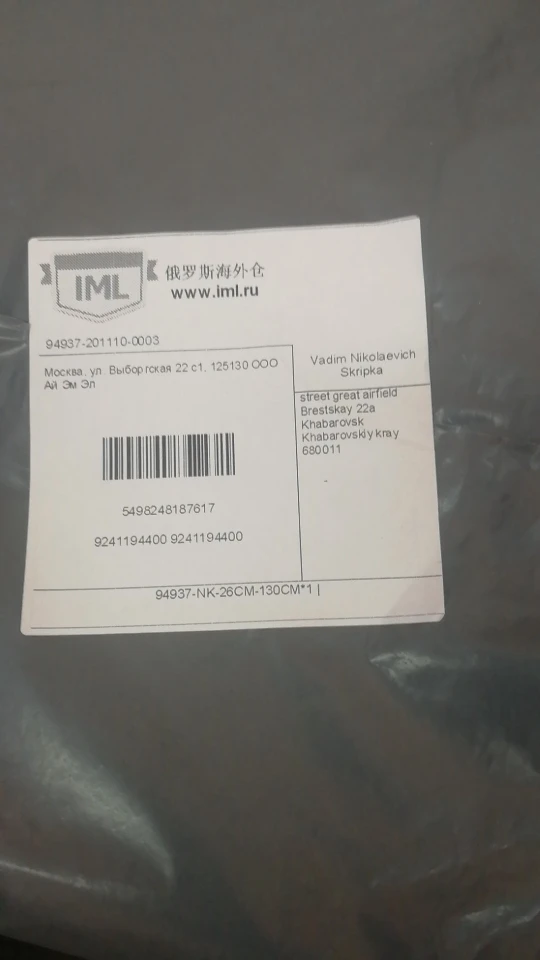 IML
俄罗斯海外仓
www.iml.ru
94937-201110-0003
Москва, ул. Выборгская 22 с1, 125130 ООО
Ай Эм Эл
5498248187617
9241194400 9241194400
Vadim Nikolaevich
Skripka
street great airfield
Brestskay 22a
Khabarovsk
Khabarovskiy kray
680011
94937-NK-26CM-130CM*1 |